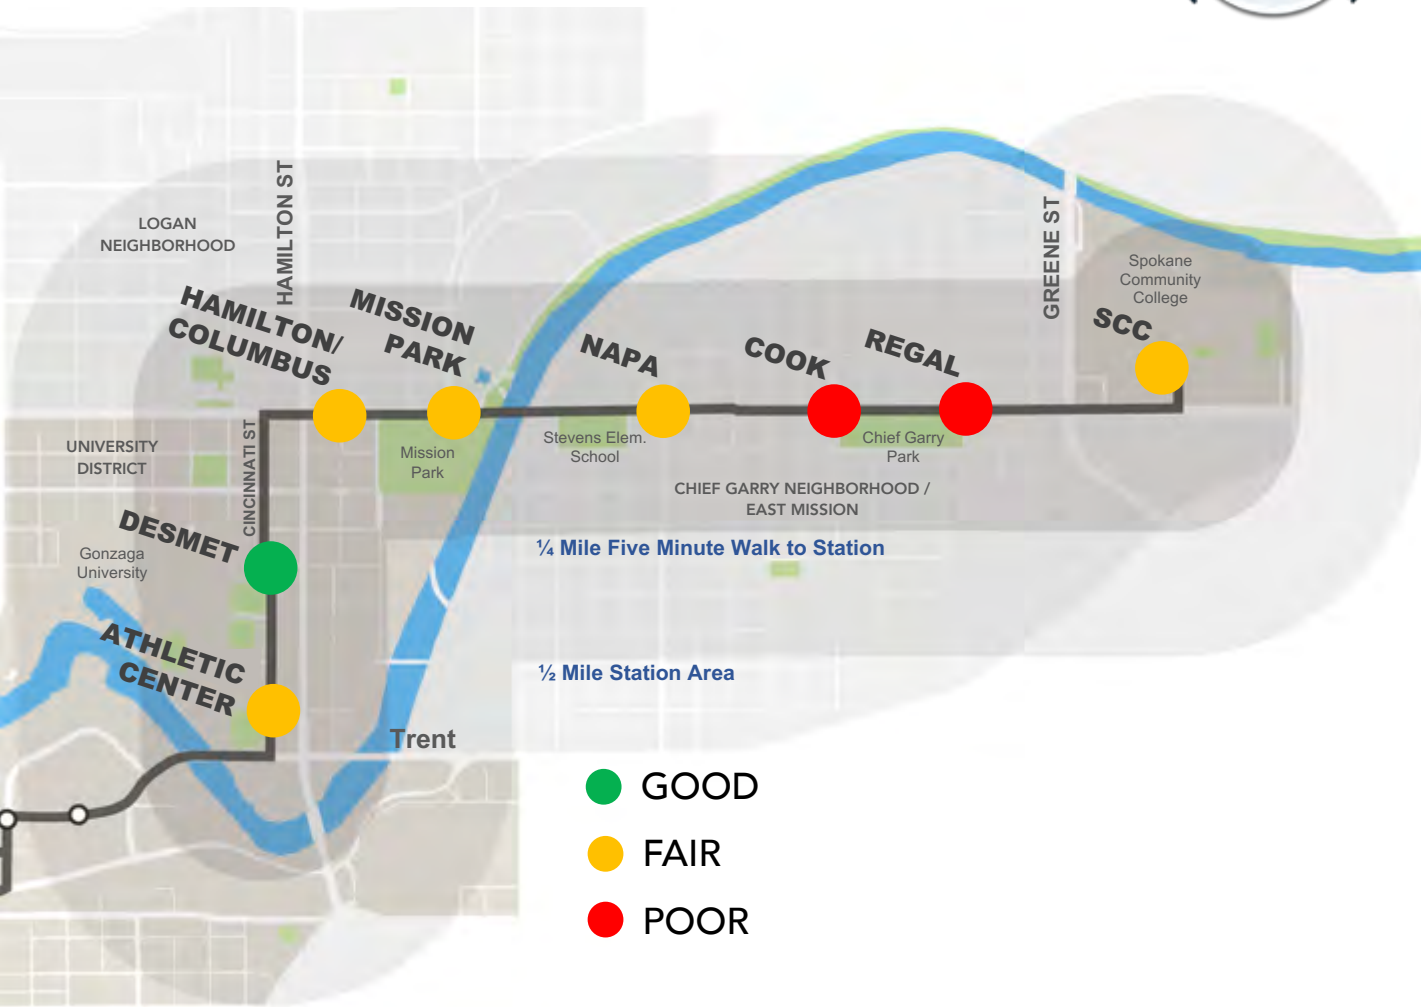 LOGAN
NEIGHBORHOOD
HAMILTON ST
HAMILTON/
COLUMBUS
MISSION
PARK
NAPA
COOK
REGAL
GREENE ST
Spokane
Community
College
SCC
UNIVERSITY
DISTRICT
CINCINNATI ST
Mission
Park
Stevens Elem.
School
Chief Garry
Park
CHIEF GARRY NEIGHBORHOOD /
EAST MISSION
DESMET
Gonzaga
University
¼ Mile Five Minute Walk to Station
ATHLETIC
CENTER
½ Mile Station Area
Trent
GOOD
FAIR
POOR